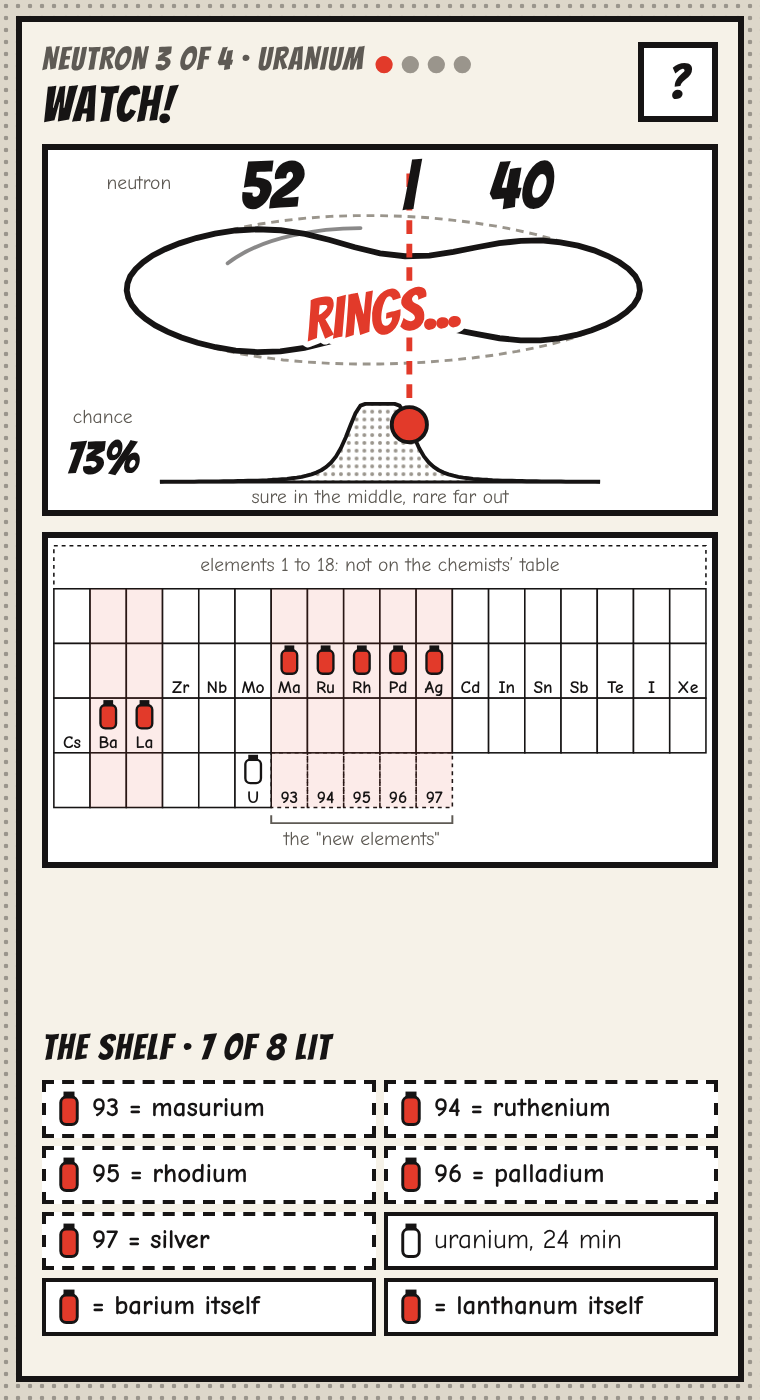 NEUTRON 3 OF 4 · URANIUM
WATCH!
?
neutron
52 / 40
RINGS...
chance
73%
sure in the middle, rare far out
elements 1 to 18: not on the chemists' table
Zr Nb Mo Ma Ru Rh Pd Ag Cd In Sn Sb Te I Xe
Cs Ba La
U 93 94 95 96 97
the "new elements"
THE SHELF · 7 OF 8 LIT
93 = masurium
94 = ruthenium
95 = rhodium
96 = palladium
97 = silver
uranium, 24 min
= barium itself
= lanthanum itself